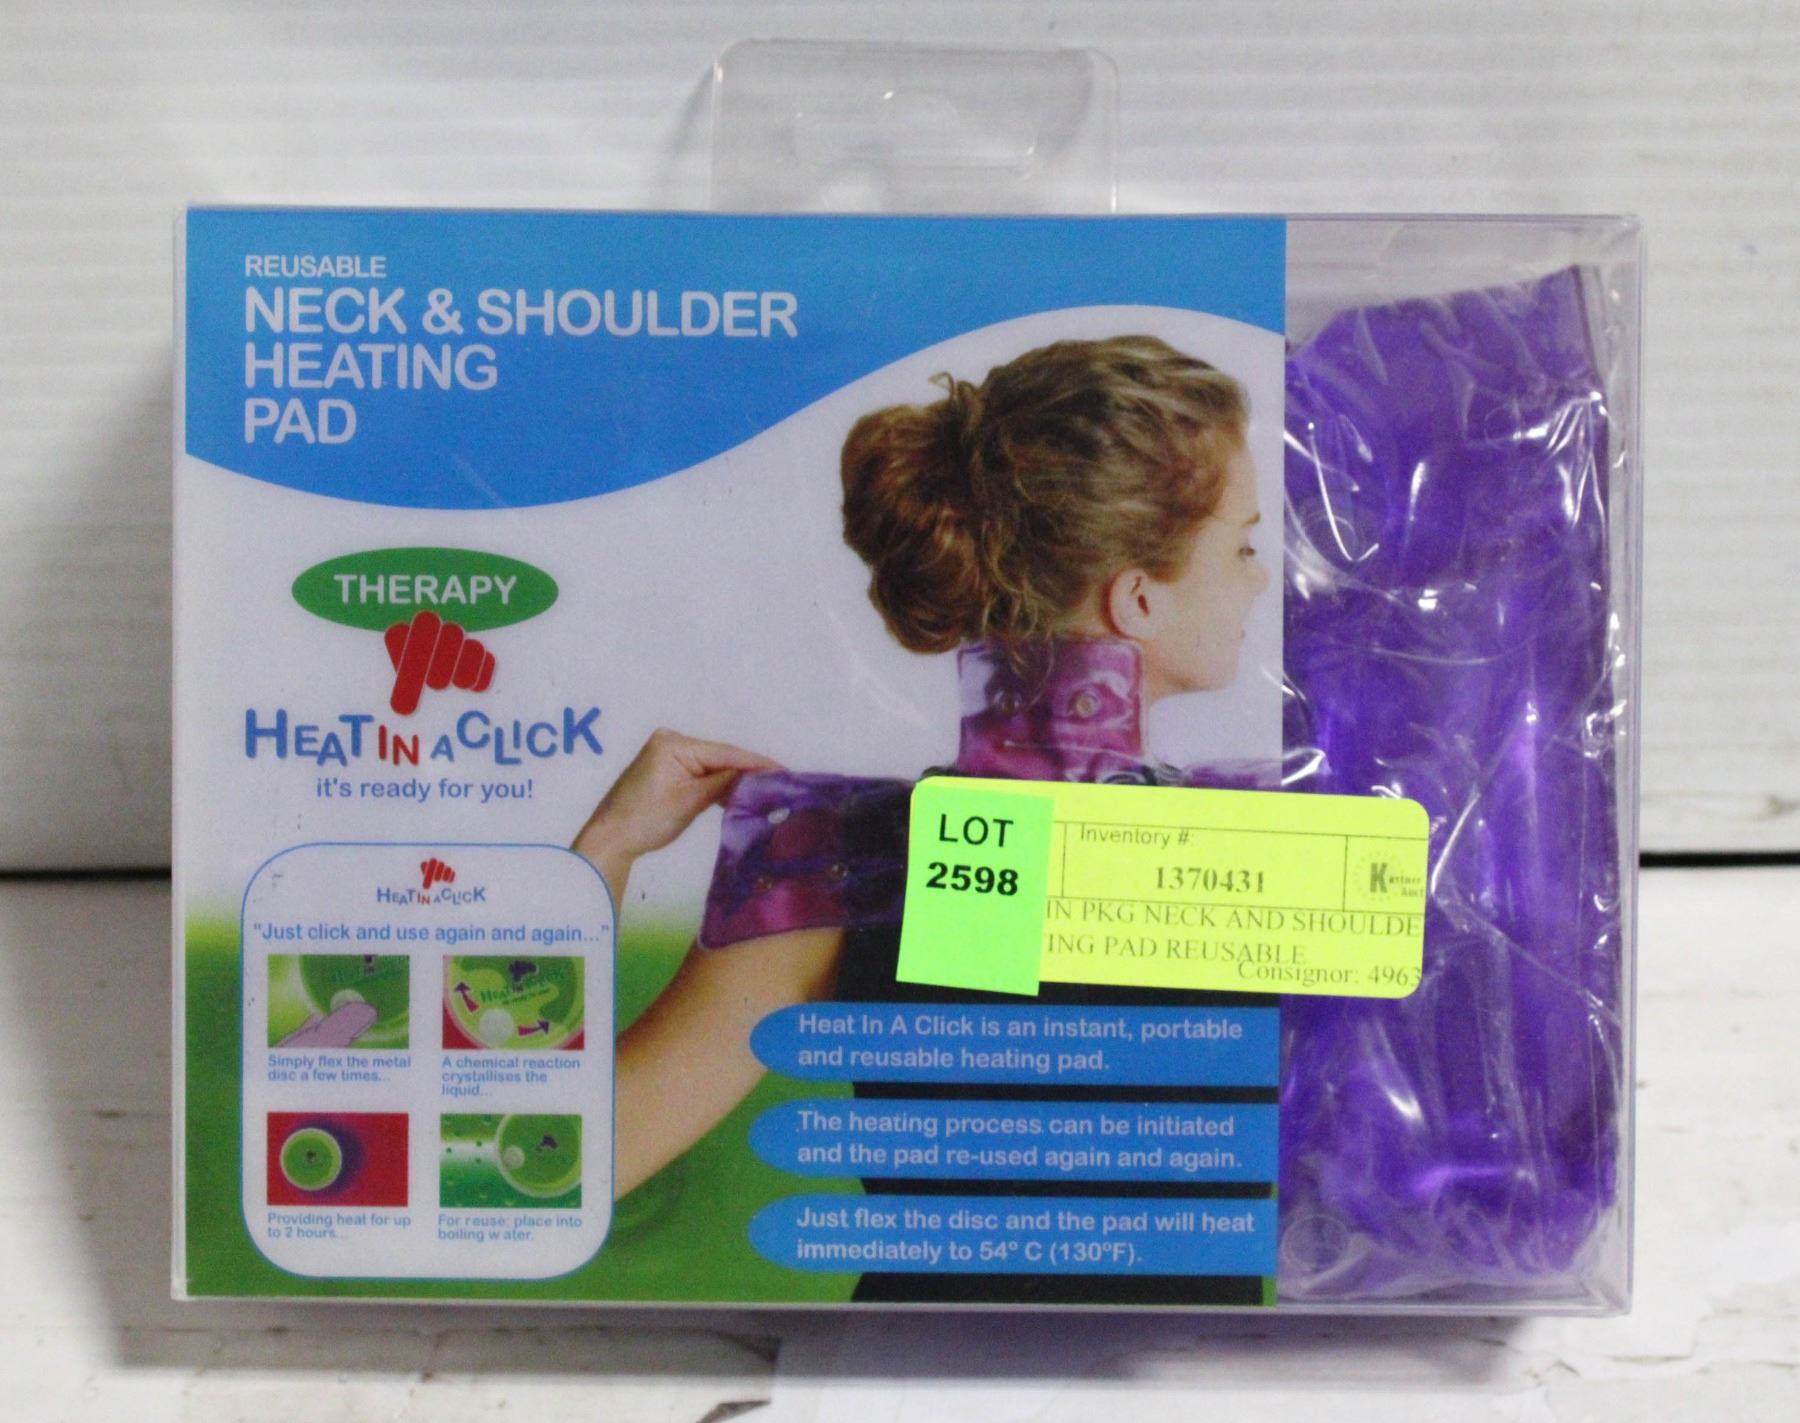 REUSABLE
NECK & SHOULDER
HEATING
PAD
THERAPY
HEAT IN A CLICK
it's ready for you!
HEAT IN A CLICK
"Just click and use again and again..."
Simply flex the metal
disc a few times...
A chemical reaction
crystallises the
liquid...
Providing heat for up
to 2 hours...
For reuse: place into
boiling water.
LOT
2598
Inventory #:
1370431
IN PKG NECK AND SHOULDE
ING PAD REUSABLE
Consignor: 4963
Heat In A Click is an instant, portable
and reusable heating pad.
The heating process can be initiated
and the pad re-used again and again.
Just flex the disc and the pad will heat
immediately to 54° C (130°F).